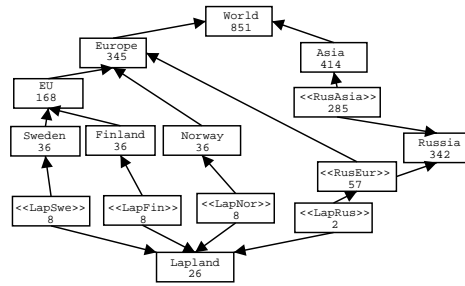 World
851
Europe
345
Asia
414
EU
168
<<RusAsia>>
285
Sweden
36
Finland
36
Norway
36
Russia
342
<<RusEur>>
57
<<LapSwe>>
8
<<LapFin>>
8
<<LapNor>>
8
<<LapRus>>
2
Lapland
26